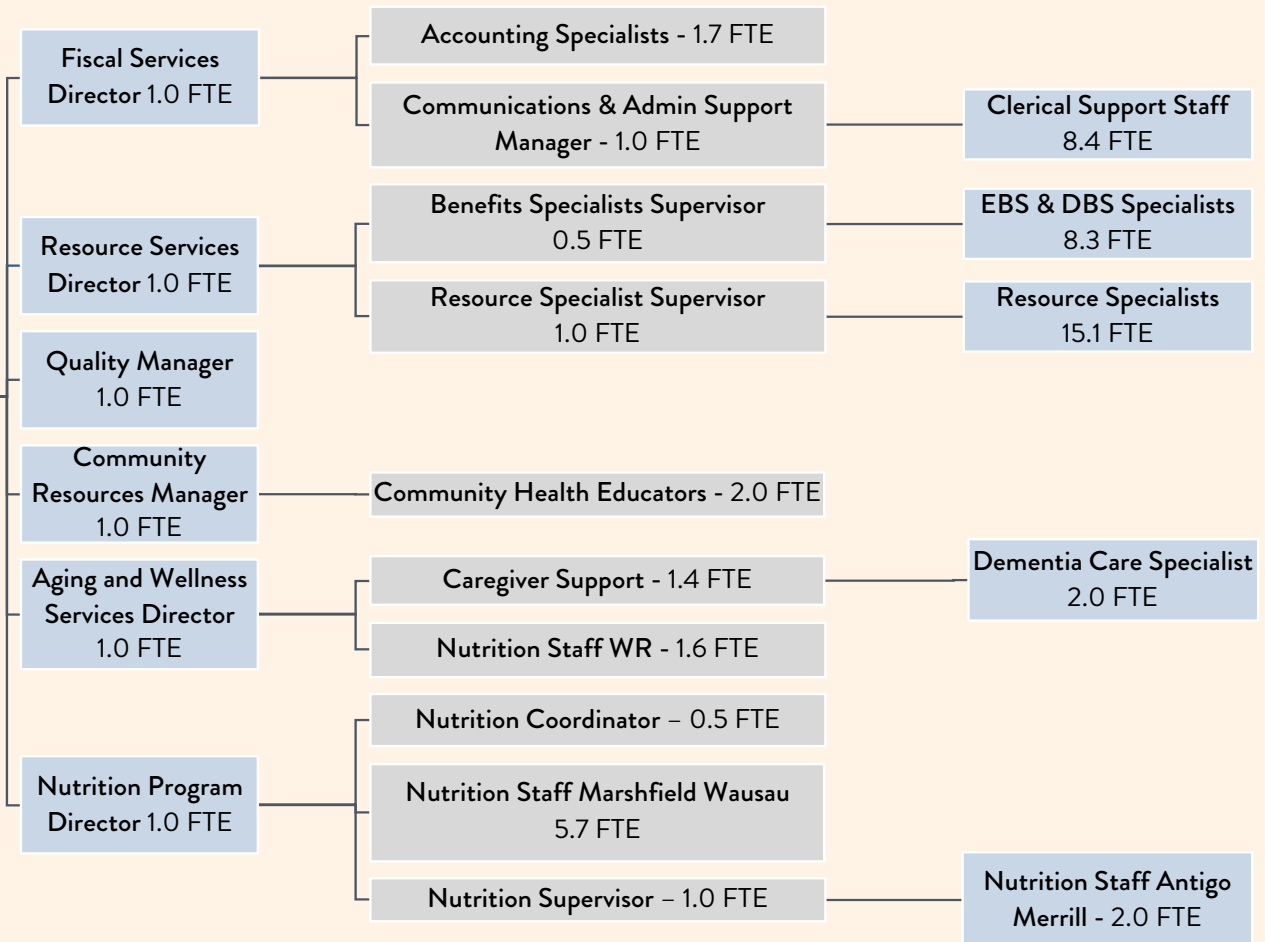 Fiscal Services
Director 1.0 FTE
Accounting Specialists - 1.7 FTE
Communications & Admin Support
Manager - 1.0 FTE
Clerical Support Staff
8.4 FTE
Resource Services
Director 1.0 FTE
Benefits Specialists Supervisor
0.5 FTE
EBS & DBS Specialists
8.3 FTE
Resource Specialist Supervisor
1.0 FTE
Resource Specialists
15.1 FTE
Quality Manager
1.0 FTE
Community
Resources Manager
1.0 FTE
Community Health Educators - 2.0 FTE
Aging and Wellness
Services Director
1.0 FTE
Caregiver Support - 1.4 FTE
Dementia Care Specialist
2.0 FTE
Nutrition Staff WR - 1.6 FTE
Nutrition Program
Director 1.0 FTE
Nutrition Coordinator – 0.5 FTE
Nutrition Staff Marshfield Wausau
5.7 FTE
Nutrition Supervisor – 1.0 FTE
Nutrition Staff Antigo
Merrill - 2.0 FTE